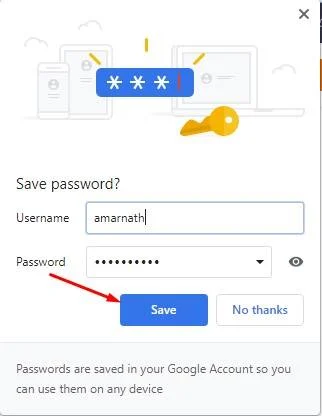 * * * *
Save password?
Username amarnath
Password ••••••••••
Save No thanks
Passwords are saved in your Google Account so you
can use them on any device